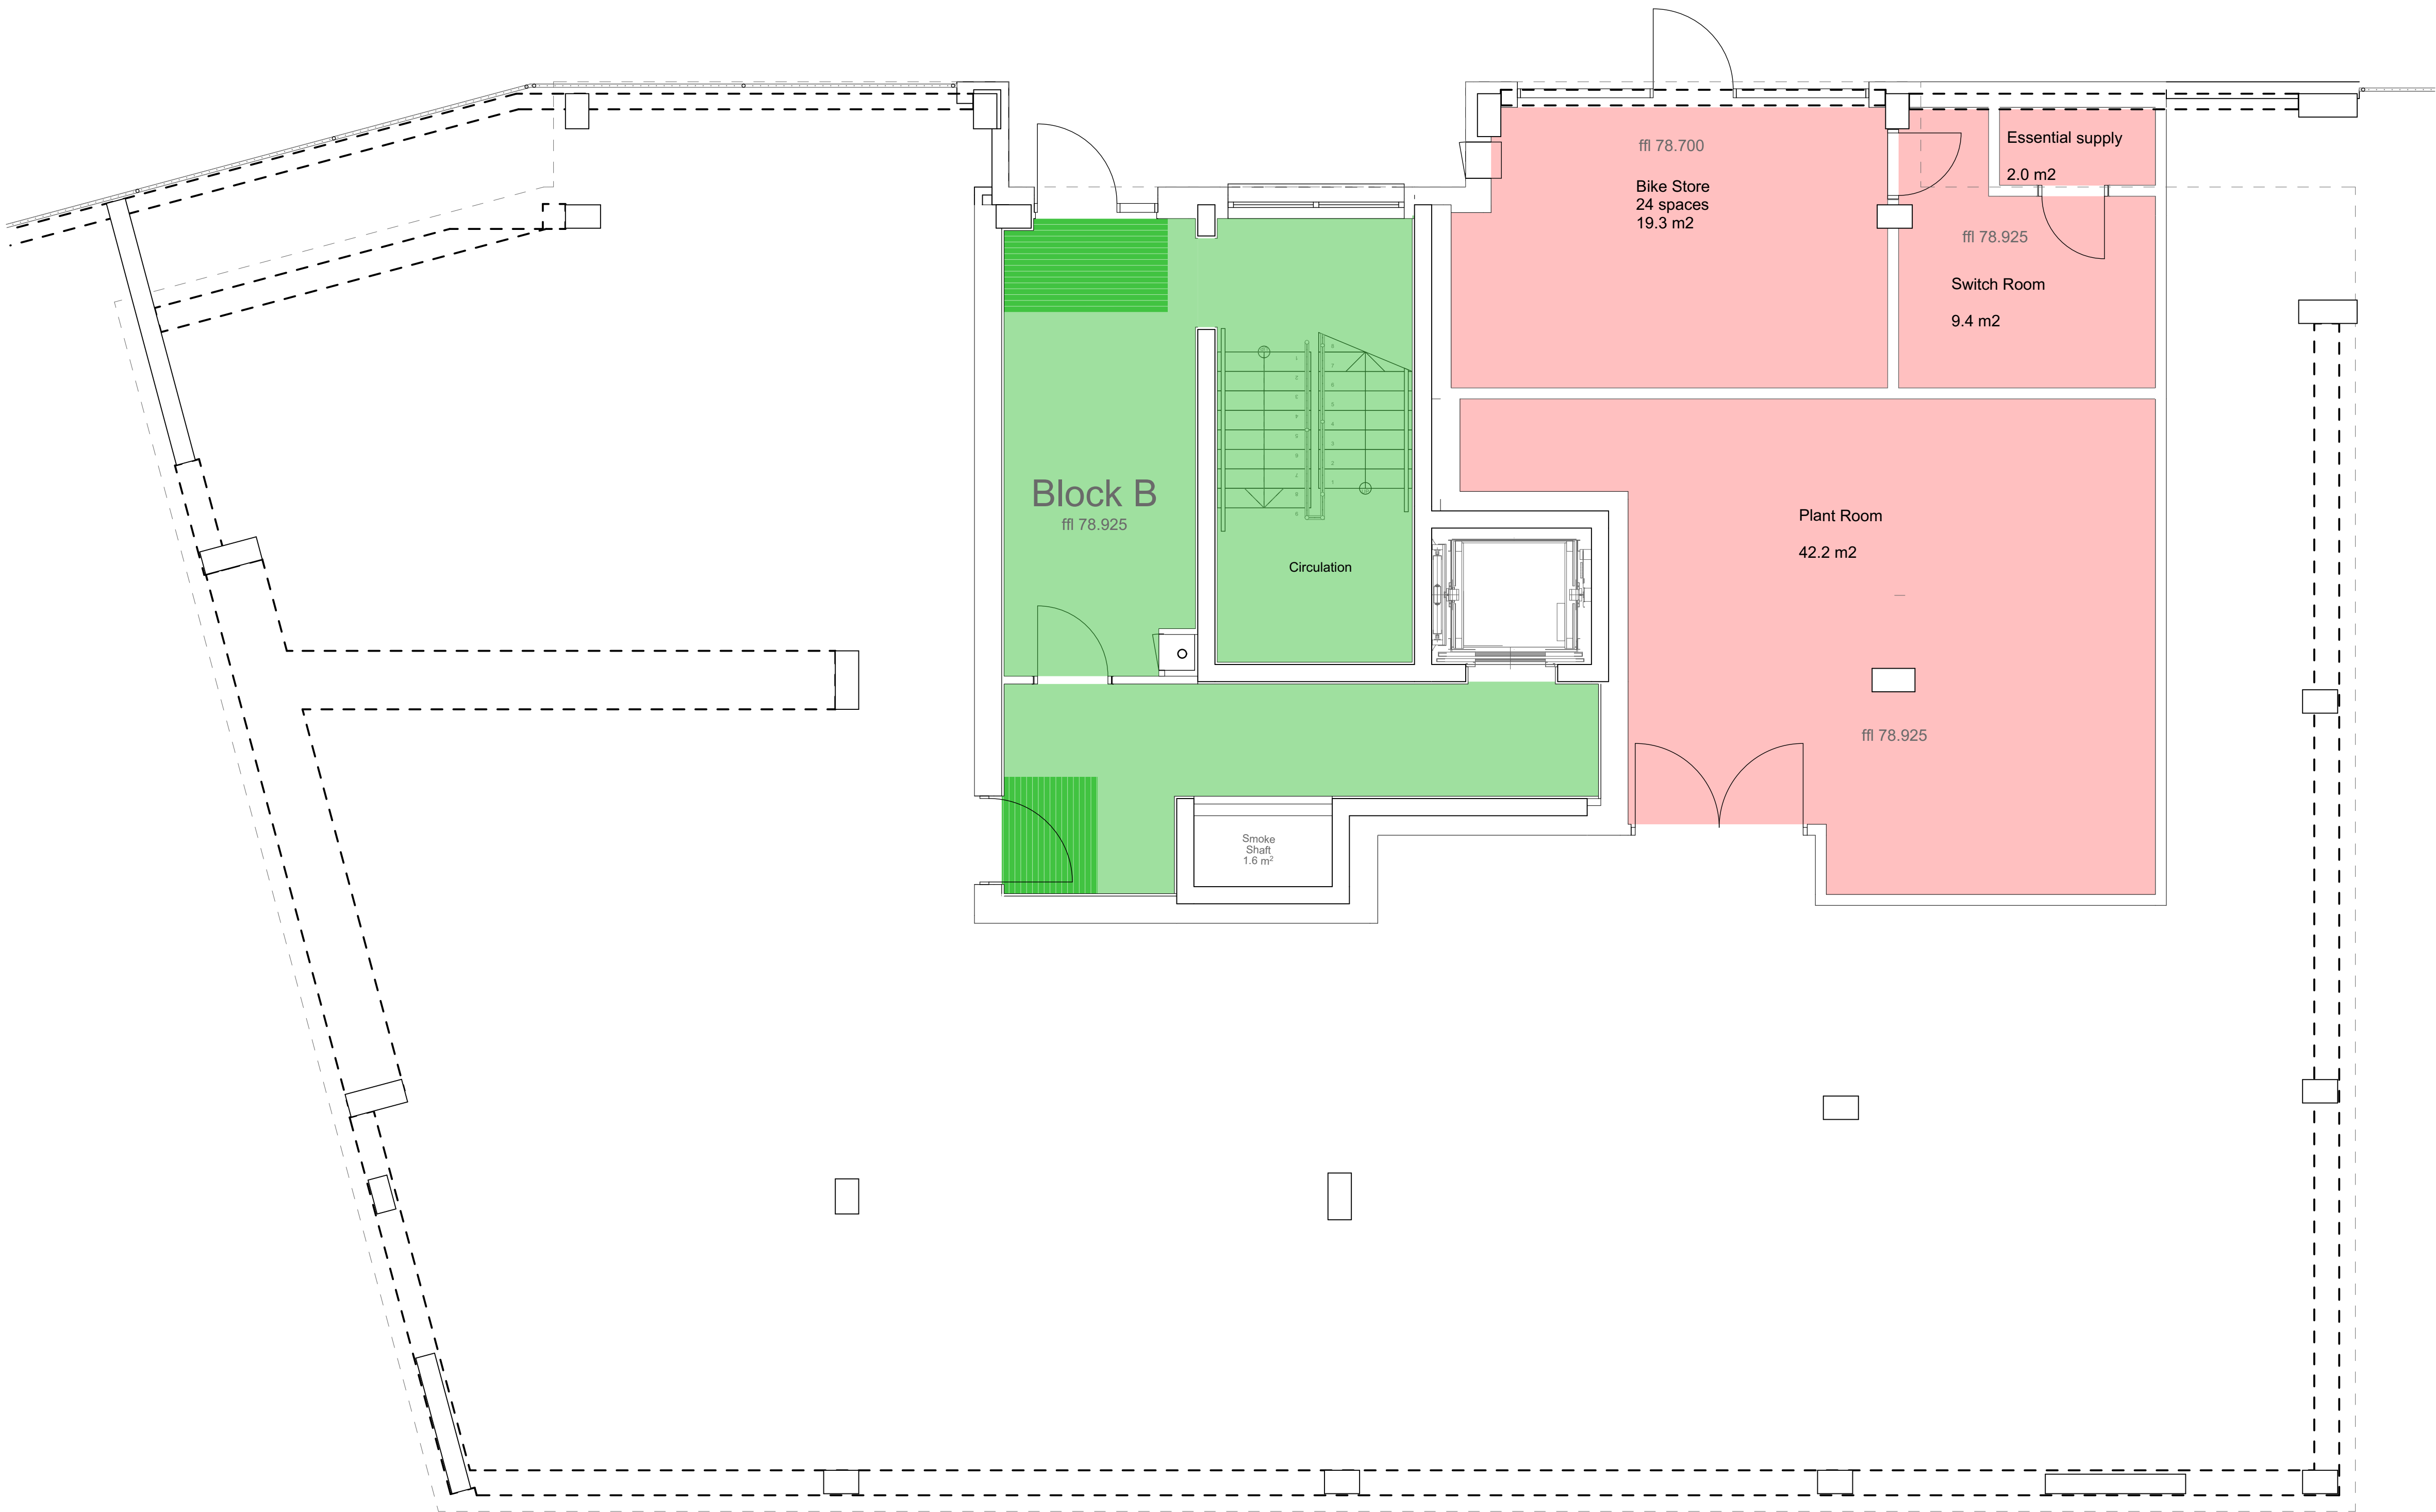 ffl 78.700
Bike Store
24 spaces
19.3 m2
Essential supply
2.0 m2
ffl 78.925
Switch Room
9.4 m2
Block B
ffl 78.925
Circulation
Plant Room
42.2 m2
ffl 78.925
Smoke
Shaft
1.6 m²